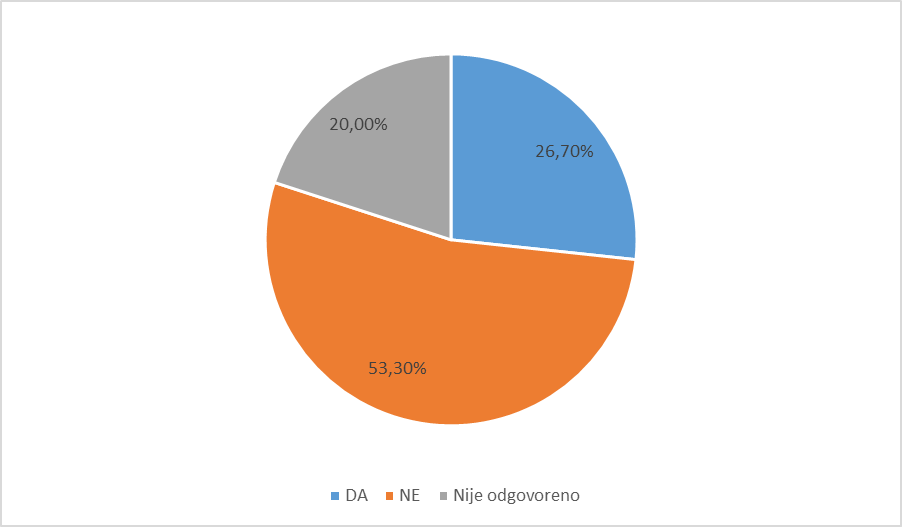 20,00%
26,70%
53,30%
DA NE Nije odgovoreno